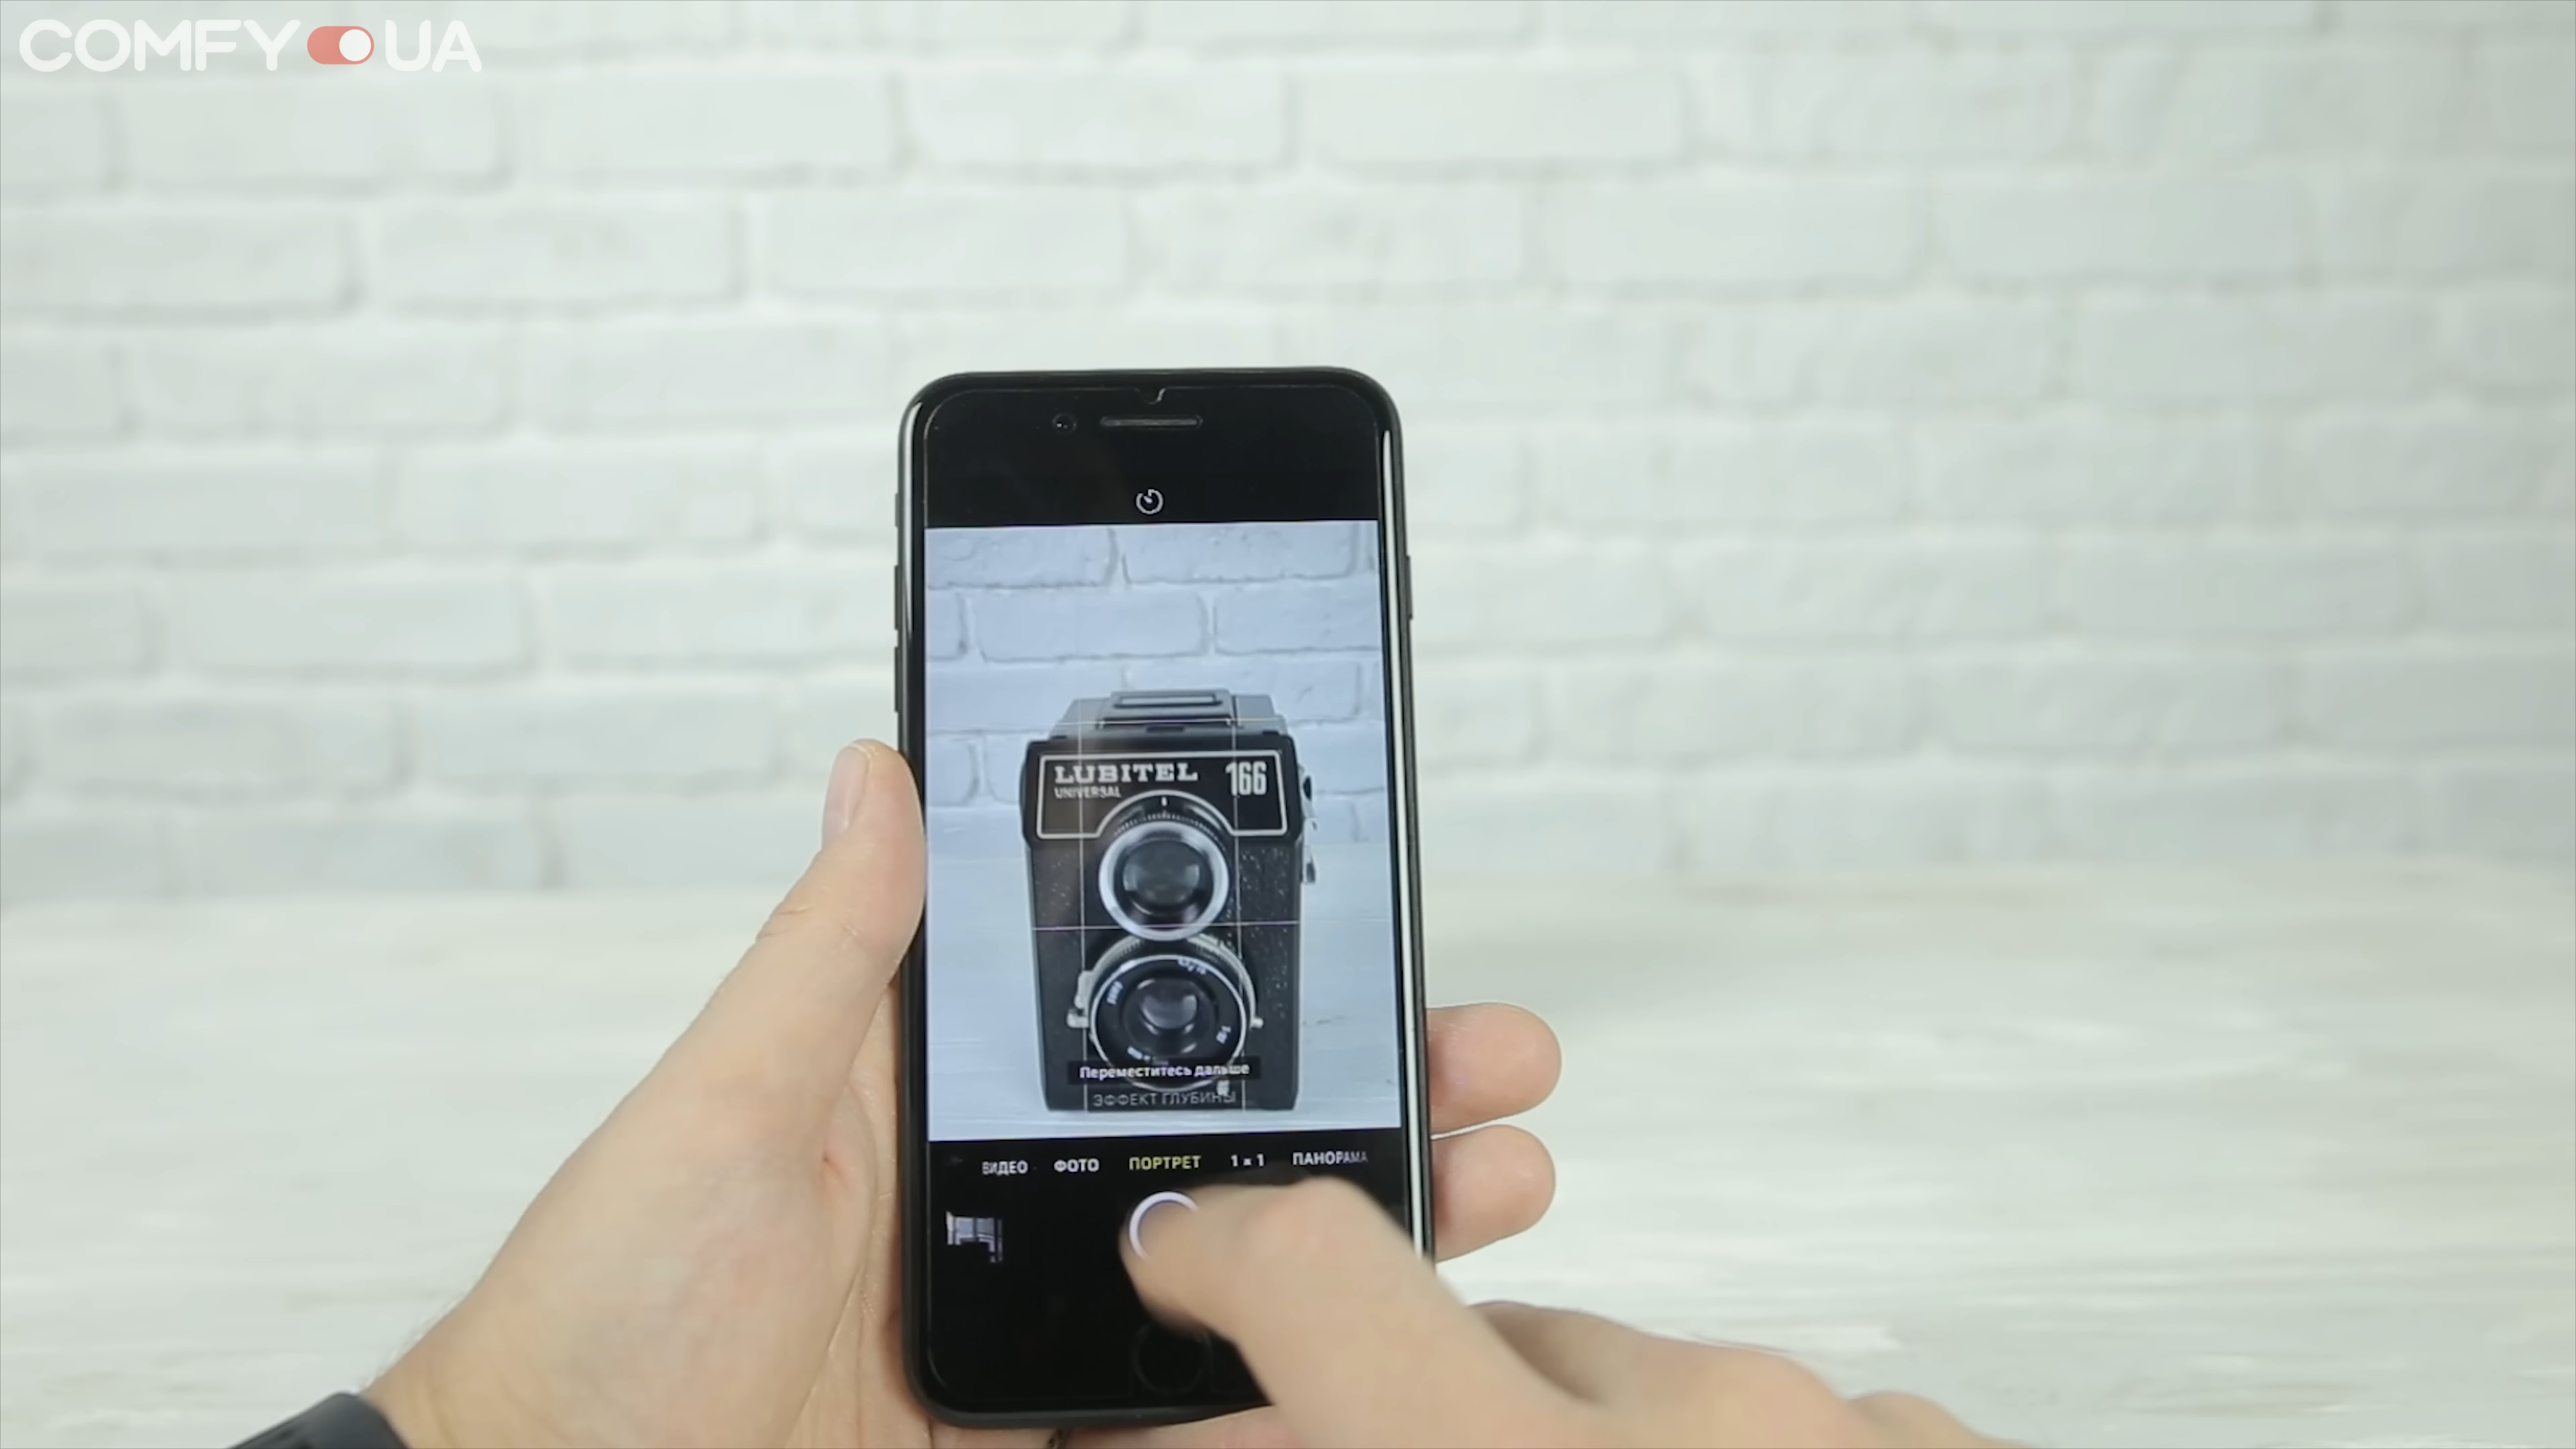 COMFY UA
LUBITEL 166
UNIVERSAL
Переместитесь дальше
ЭФФЕКТ ГЛУБИНЫ
ВИДЕО ФОТО ПОРТРЕТ 1 × 1 ПАНОРАМА